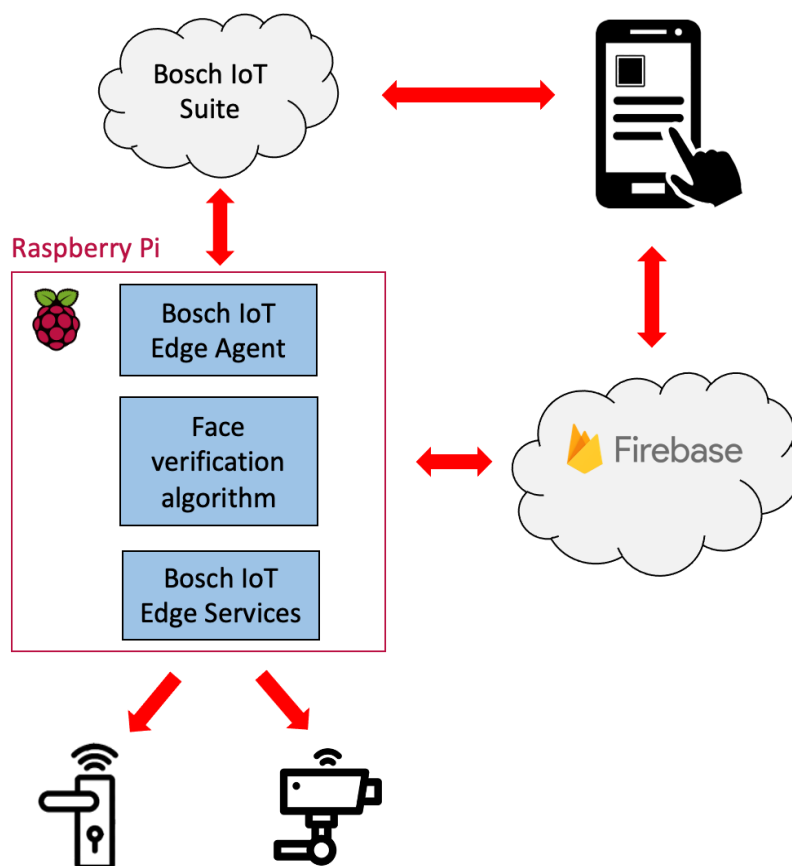 Bosch IoT
Suite
Raspberry Pi
Bosch IoT
Edge Agent
Face
verification
algorithm
Firebase
Bosch IoT
Edge Services